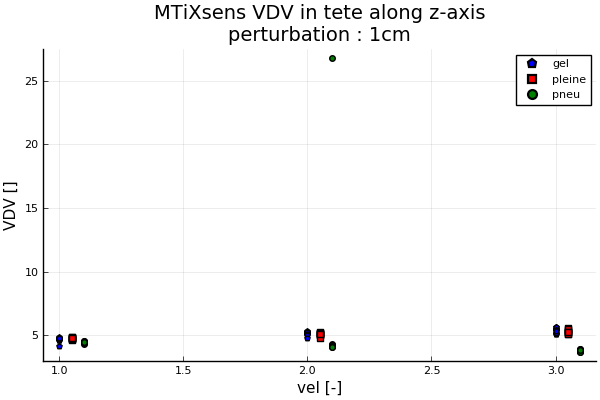 MTiXsens VDV in tete along z-axis
perturbation : 1cm
gel
pleine
pneu
VDV []
25
20
15
10
5
1.0
1.5
2.0
2.5
3.0
vel [-]